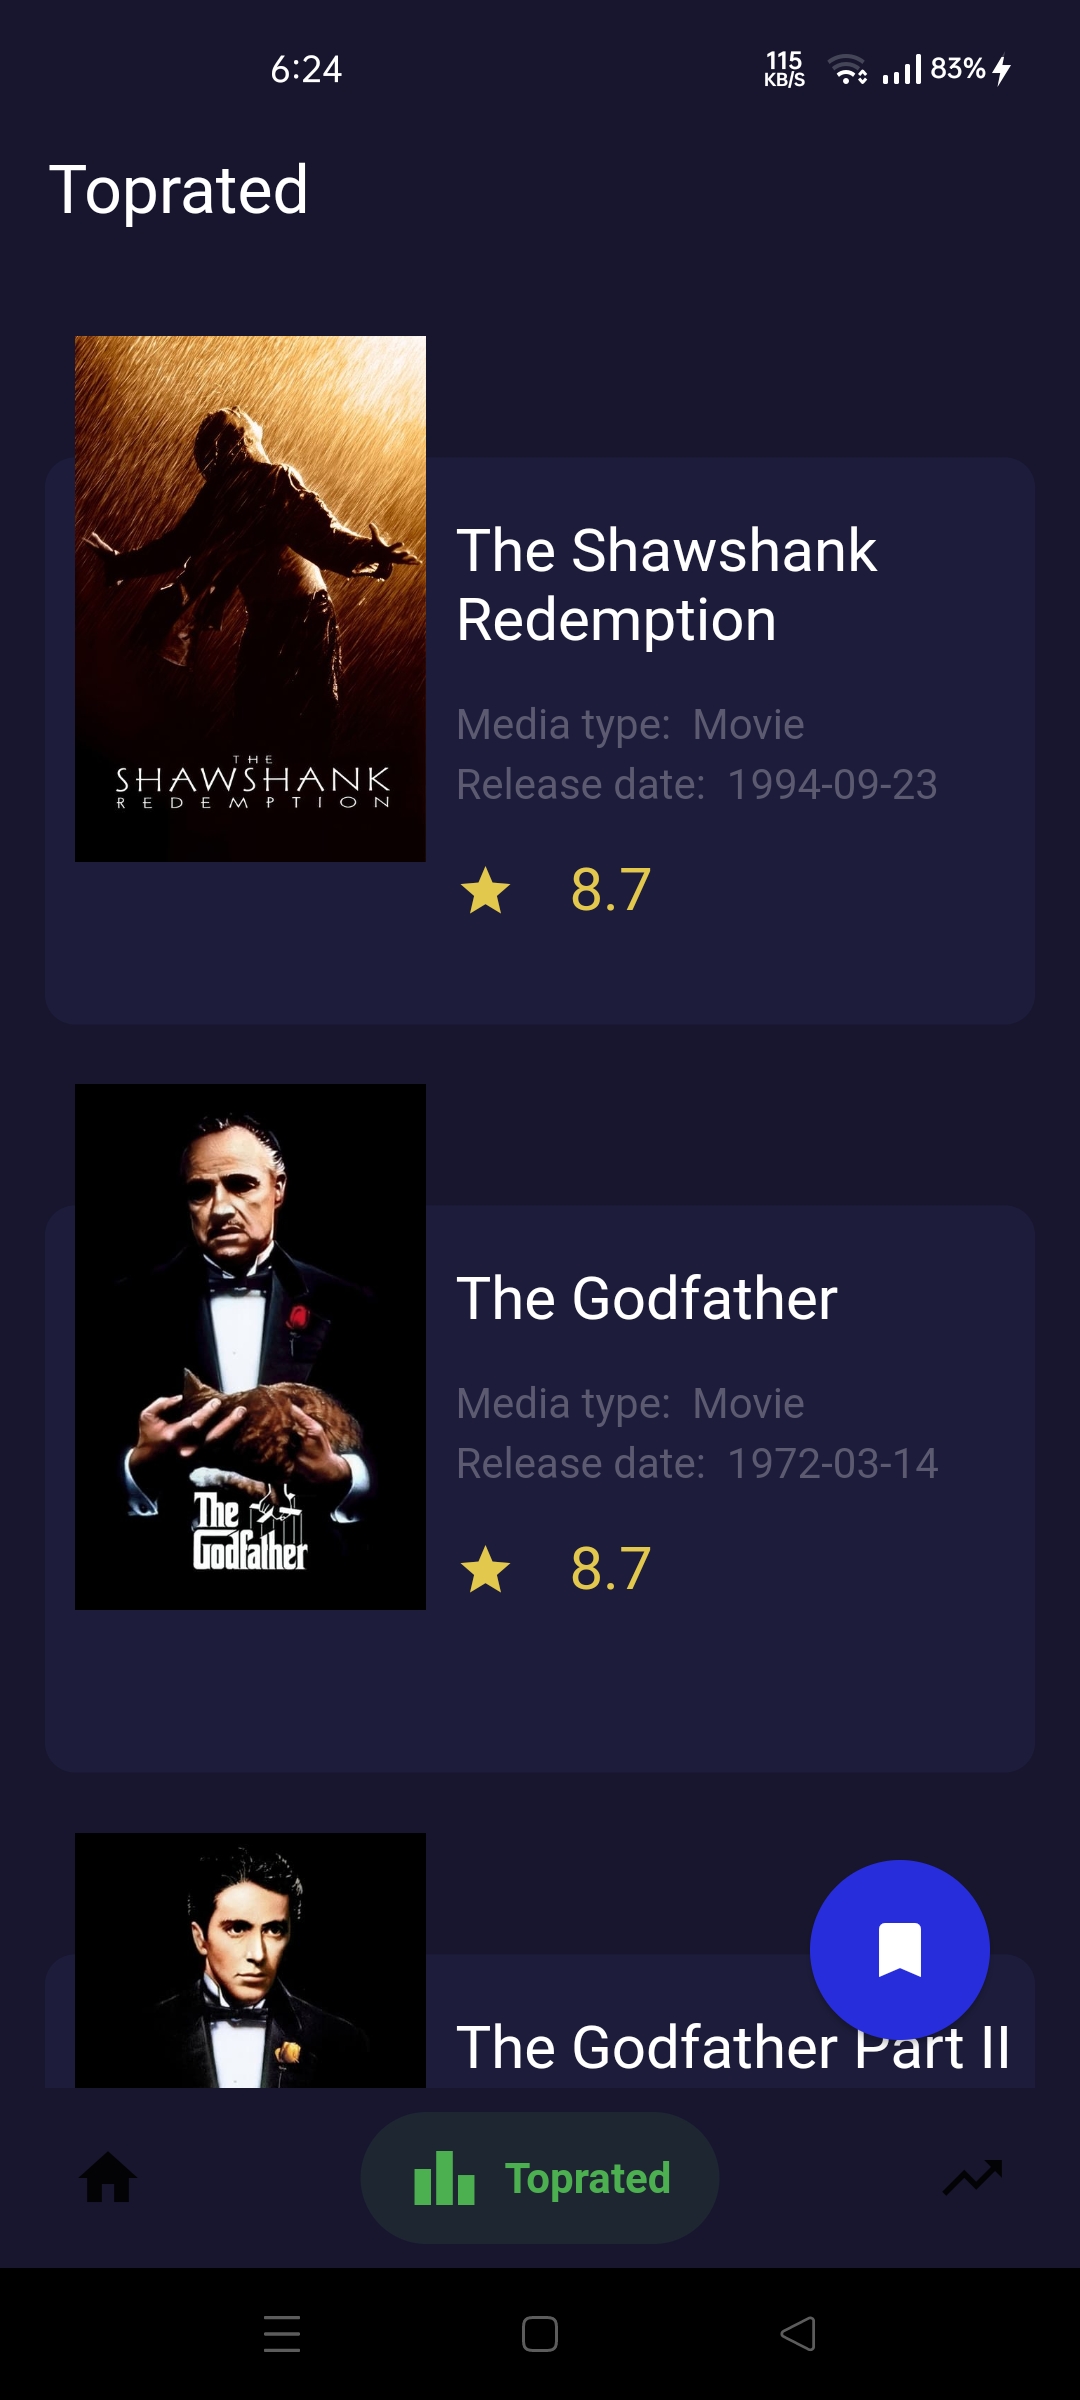 6:24
115
KB/S
83%
Toprated
THE
SHAWSHANK
REDEMPTION
The Shawshank
Redemption
Media type: Movie
Release date: 1994-09-23
8.7
The
Godfather
The Godfather
Media type: Movie
Release date: 1972-03-14
8.7
The Godfather Part II
Toprated